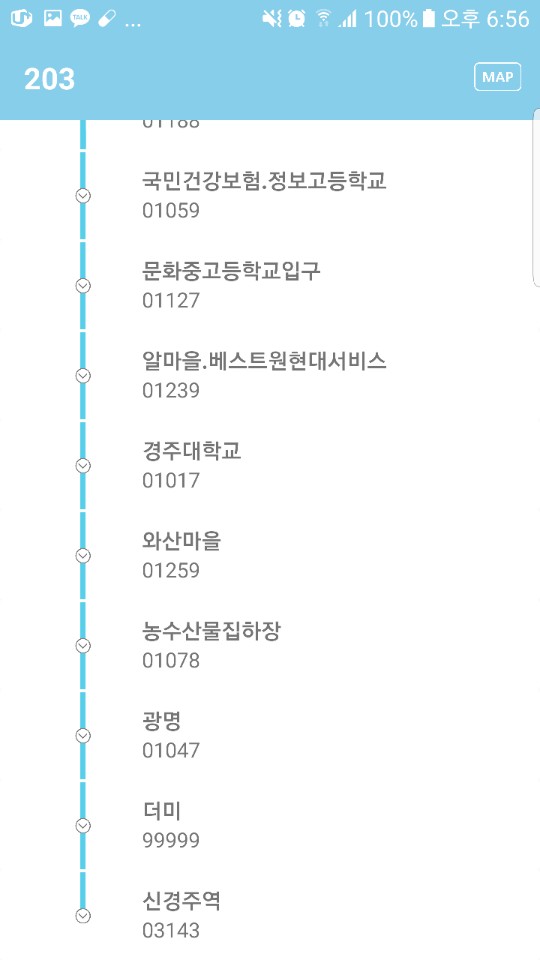 TALK
...
100%
오후 6:56
203
MAP
01188
국민건강보험.정보고등학교
01059
문화중고등학교입구
01127
알마을.베스트원현대서비스
01239
경주대학교
01017
와산마을
01259
농수산물집하장
01078
광명
01047
더미
99999
신경주역
03143